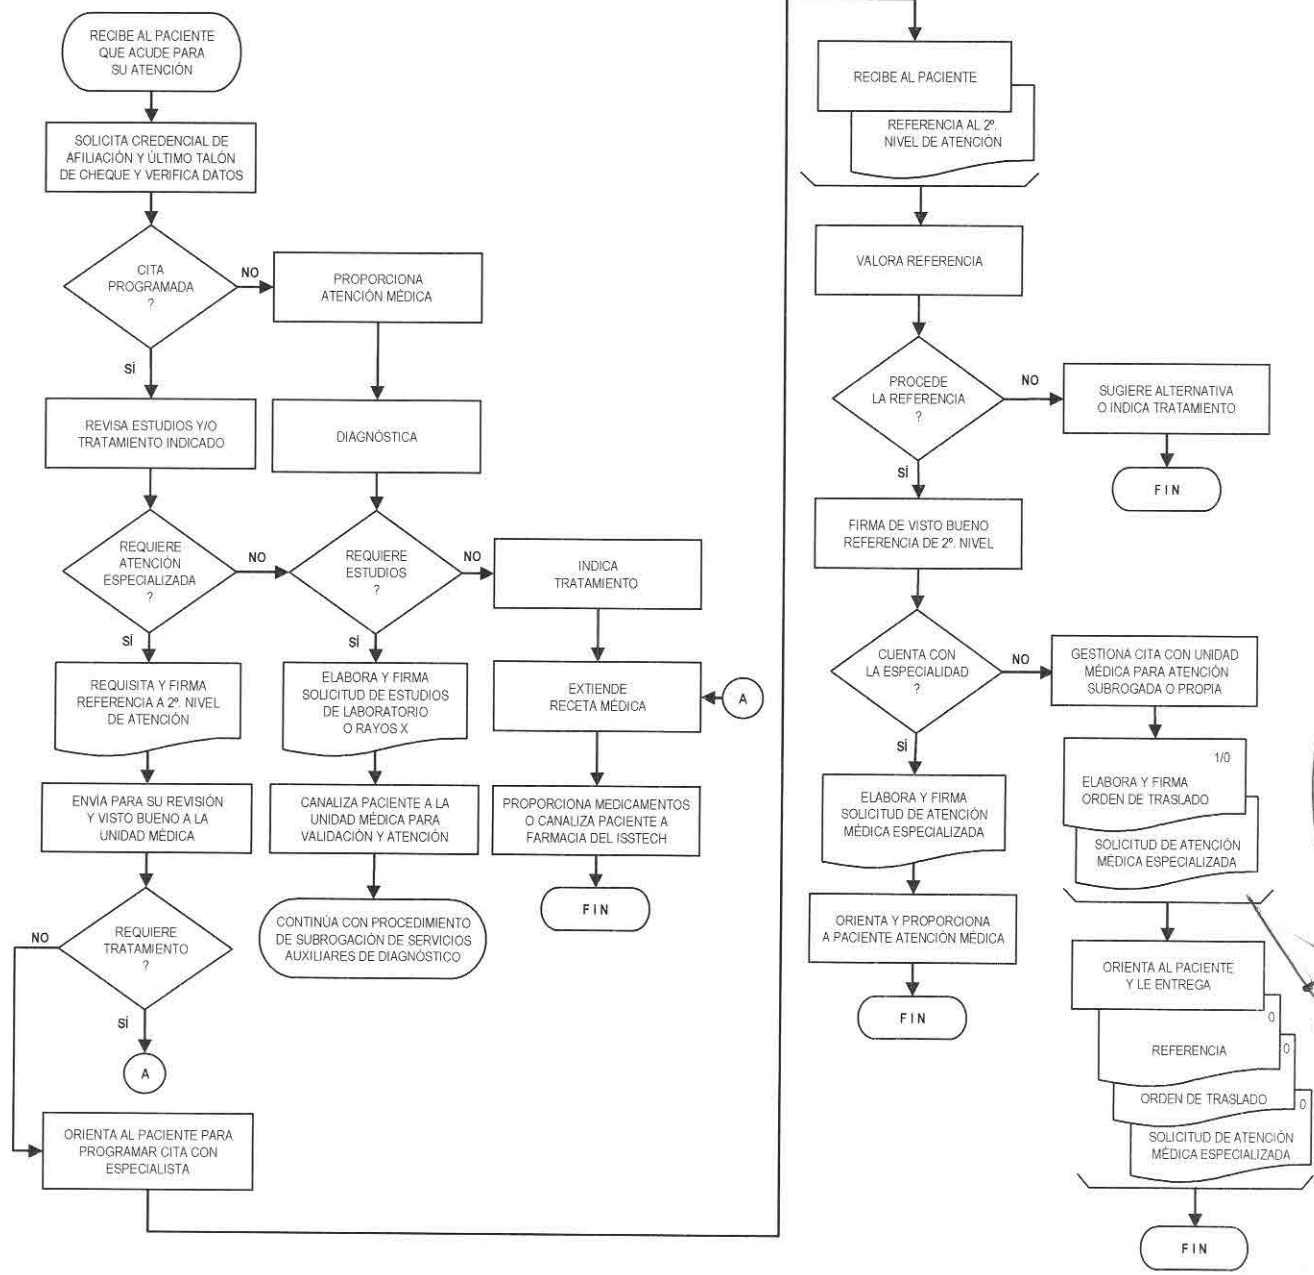 RECIBE AL PACIENTE
QUE ACUDE PARA
SU ATENCIÓN
SOLICITA CREDENCIAL DE
AFILIACIÓN Y ÚLTIMO TALÓN
DE CHEQUE Y VERIFICA DATOS
CITA
PROGRAMADA
?
NO
PROPORCIONA
ATENCIÓN MÉDICA
SÍ
REVISA ESTUDIOS Y/O
TRATAMIENTO INDICADO
DIAGNÓSTICA
REQUIERE
ATENCIÓN
ESPECIALIZADA
?
NO
REQUIERE
ESTUDIOS
?
NO
INDICA
TRATAMIENTO
SÍ
SÍ
REQUISITA Y FIRMA
REFERENCIA A 2º. NIVEL
DE ATENCIÓN
ELABORA Y FIRMA
SOLICITUD DE ESTUDIOS
DE LABORATORIO
O RAYOS X
EXTIENDE
RECETA MÉDICA
A
ENVÍA PARA SU REVISIÓN
Y VISTO BUENO A LA
UNIDAD MÉDICA
CANALIZA PACIENTE A LA
UNIDAD MÉDICA PARA
VALIDACIÓN Y ATENCIÓN
PROPORCIONA MEDICAMENTOS
O CANALIZA PACIENTE A
FARMACIA DEL ISSTECH
REQUIERE
TRATAMIENTO
?
NO
CONTINÚA CON PROCEDIMIENTO
DE SUBROGACIÓN DE SERVICIOS
AUXILIARES DE DIAGNÓSTICO
FIN
SÍ
A
ORIENTA AL PACIENTE PARA
PROGRAMAR CITA CON
ESPECIALISTA
RECIBE AL PACIENTE
REFERENCIA AL 2º.
NIVEL DE ATENCIÓN
VALORA REFERENCIA
PROCEDE
LA REFERENCIA
?
NO
SUGIERE ALTERNATIVA
O INDICA TRATAMIENTO
FIN
SÍ
FIRMA DE VISTO BUENO
REFERENCIA DE 2º. NIVEL
CUENTA CON
LA ESPECIALIDAD
?
NO
GESTIONA CITA CON UNIDAD
MÉDICA PARA ATENCIÓN
SUBROGADA O PROPIA
SÍ
ELABORA Y FIRMA
SOLICITUD DE ATENCIÓN
MÉDICA ESPECIALIZADA
1/0
ELABORA Y FIRMA
ORDEN DE TRASLADO
SOLICITUD DE ATENCIÓN
MÉDICA ESPECIALIZADA
ORIENTA Y PROPORCIONA
A PACIENTE ATENCIÓN MÉDICA
FIN
ORIENTA AL PACIENTE
Y LE ENTREGA
0
REFERENCIA
0
ORDEN DE TRASLADO
0
SOLICITUD DE ATENCIÓN
MÉDICA ESPECIALIZADA
FIN